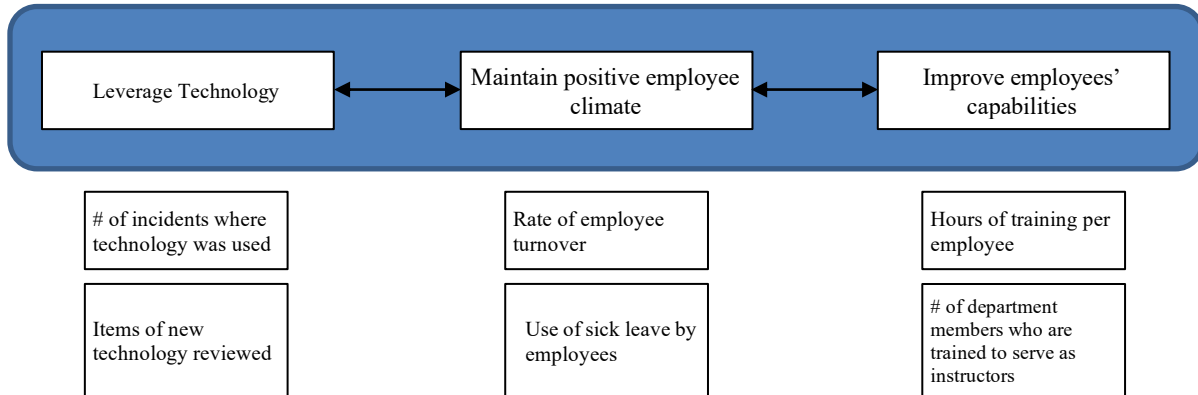 Leverage Technology
Maintain positive employee
climate
Improve employees’
capabilities
# of incidents where
technology was used
Rate of employee
turnover
Hours of training per
employee
Items of new
technology reviewed
Use of sick leave by
employees
# of department
members who are
trained to serve as
instructors